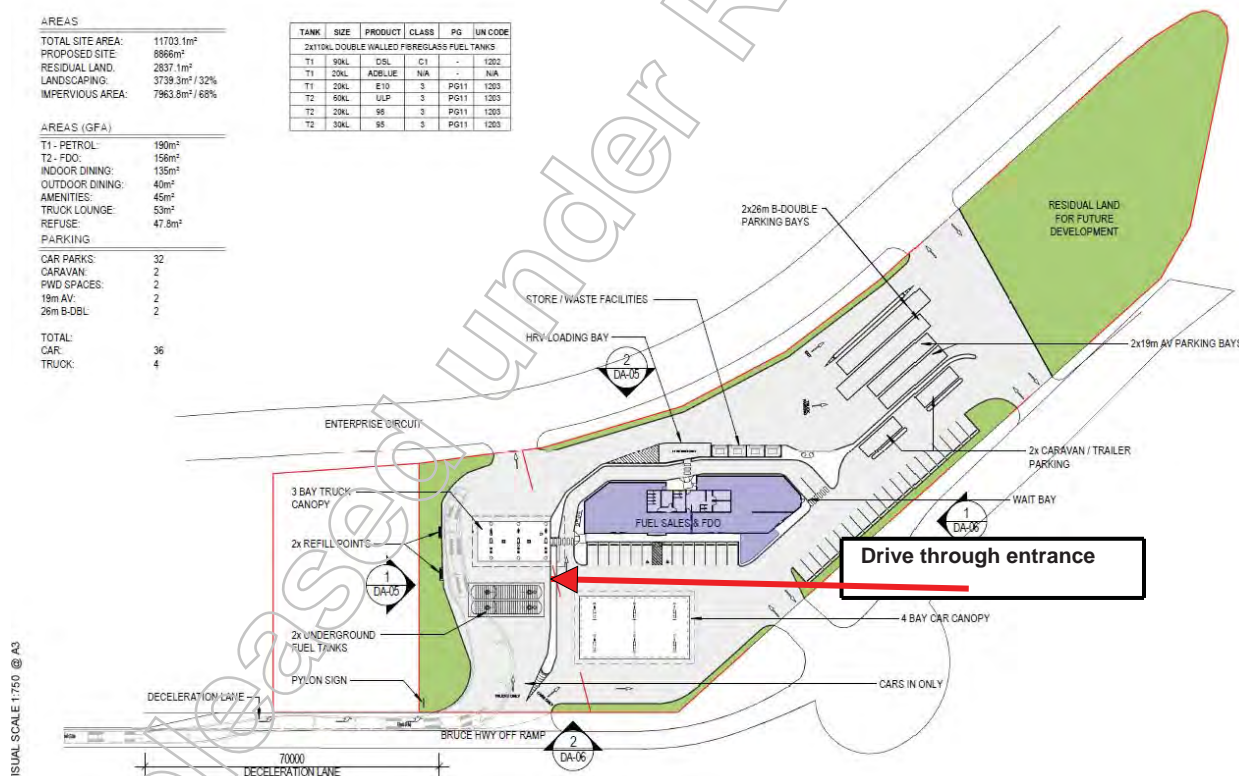 AREAS
TOTAL SITE AREA: 11703.1m²
PROPOSED SITE: 8866m²
RESIDUAL LAND: 2837.1m²
LANDSCAPING: 3739.3m² / 32%
IMPERVIOUS AREA: 7963.8m² / 68%
AREAS (GFA)
T1 - PETROL: 190m²
T2 - FDO: 156m²
INDOOR DINING: 135m²
OUTDOOR DINING: 40m²
AMENITIES: 45m²
TRUCK LOUNGE: 53m²
REFUSE: 47.8m²
PARKING
CAR PARKS: 32
CARAVAN: 2
PWD SPACES: 2
19m AV: 2
26m B-DBL: 2
TOTAL:
CAR: 36
TRUCK: 4
TANK SIZE PRODUCT CLASS PG UN CODE
2x110kL DOUBLE WALLED FIBREGLASS FUEL TANKS
T1 90kL DSL C1 - 1202
T1 20kL ADBLUE N/A - N/A
T1 20kL E10 3 PG11 1203
T2 60kL ULP 3 PG11 1203
T2 20kL 98 3 PG11 1203
T2 30kL 95 3 PG11 1203
Released under R
RESIDUAL LAND
FOR FUTURE
DEVELOPMENT
2x26m B-DOUBLE
PARKING BAYS
STORE / WASTE FACILITIES
HRV LOADING BAY
2x19m AV PARKING BAYS
2
DA-05
ENTERPRISE CIRCUIT
2x CARAVAN / TRAILER
PARKING
3 BAY TRUCK
CANOPY
WAIT BAY
FUEL SALES & FDO
1
DA-06
2x REFILL POINTS
Drive through entrance
1
DA-05
4 BAY CAR CANOPY
2x UNDERGROUND
FUEL TANKS
PYLON SIGN
CARS IN ONLY
TRUCKS ONLY
DECELERATION LANE
BRUCE HWY OFF RAMP
2
DA-06
70000
DECELERATION LANE
ISUAL SCALE 1:750 @ A3